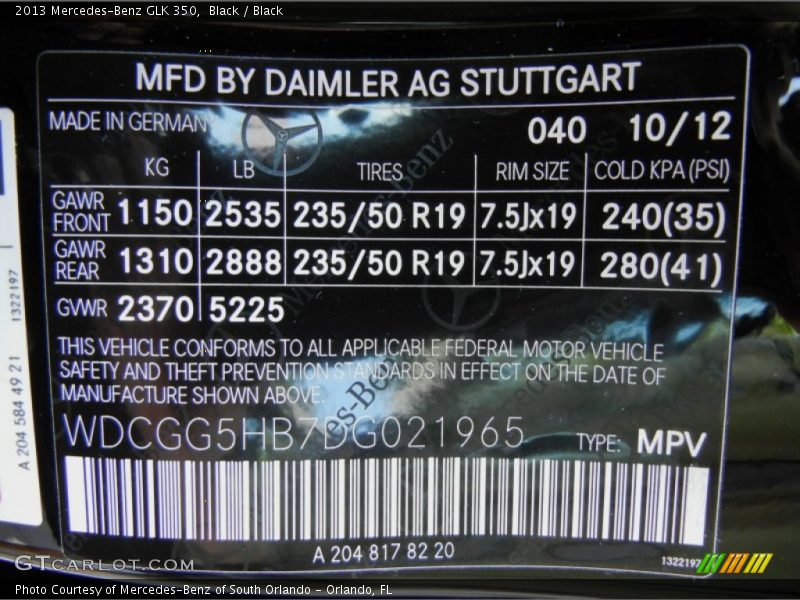 2013 Mercedes-Benz GLK 350,  Black / Black
MFD BY DAIMLER AG STUTTGART
MADE IN GERMANY 040 10/12
KG LB TIRES RIM SIZE COLD KPA (PSI)
GAWR FRONT 1150 2535 235/50 R19 7.5Jx19 240(35)
GAWR REAR 1310 2888 235/50 R19 7.5Jx19 280(41)
GVWR 2370 5225
THIS VEHICLE CONFORMS TO ALL APPLICABLE FEDERAL MOTOR VEHICLE
SAFETY AND THEFT PREVENTION STANDARDS IN EFFECT ON THE DATE OF
MANUFACTURE SHOWN ABOVE.
WDCGG5HB7DG021965 TYPE: MPV
A 204 817 82 20
1322197
A 204 584 49 21 1322197
GTCARLOT.COM
Photo Courtesy of Mercedes-Benz of South Orlando - Orlando, FL